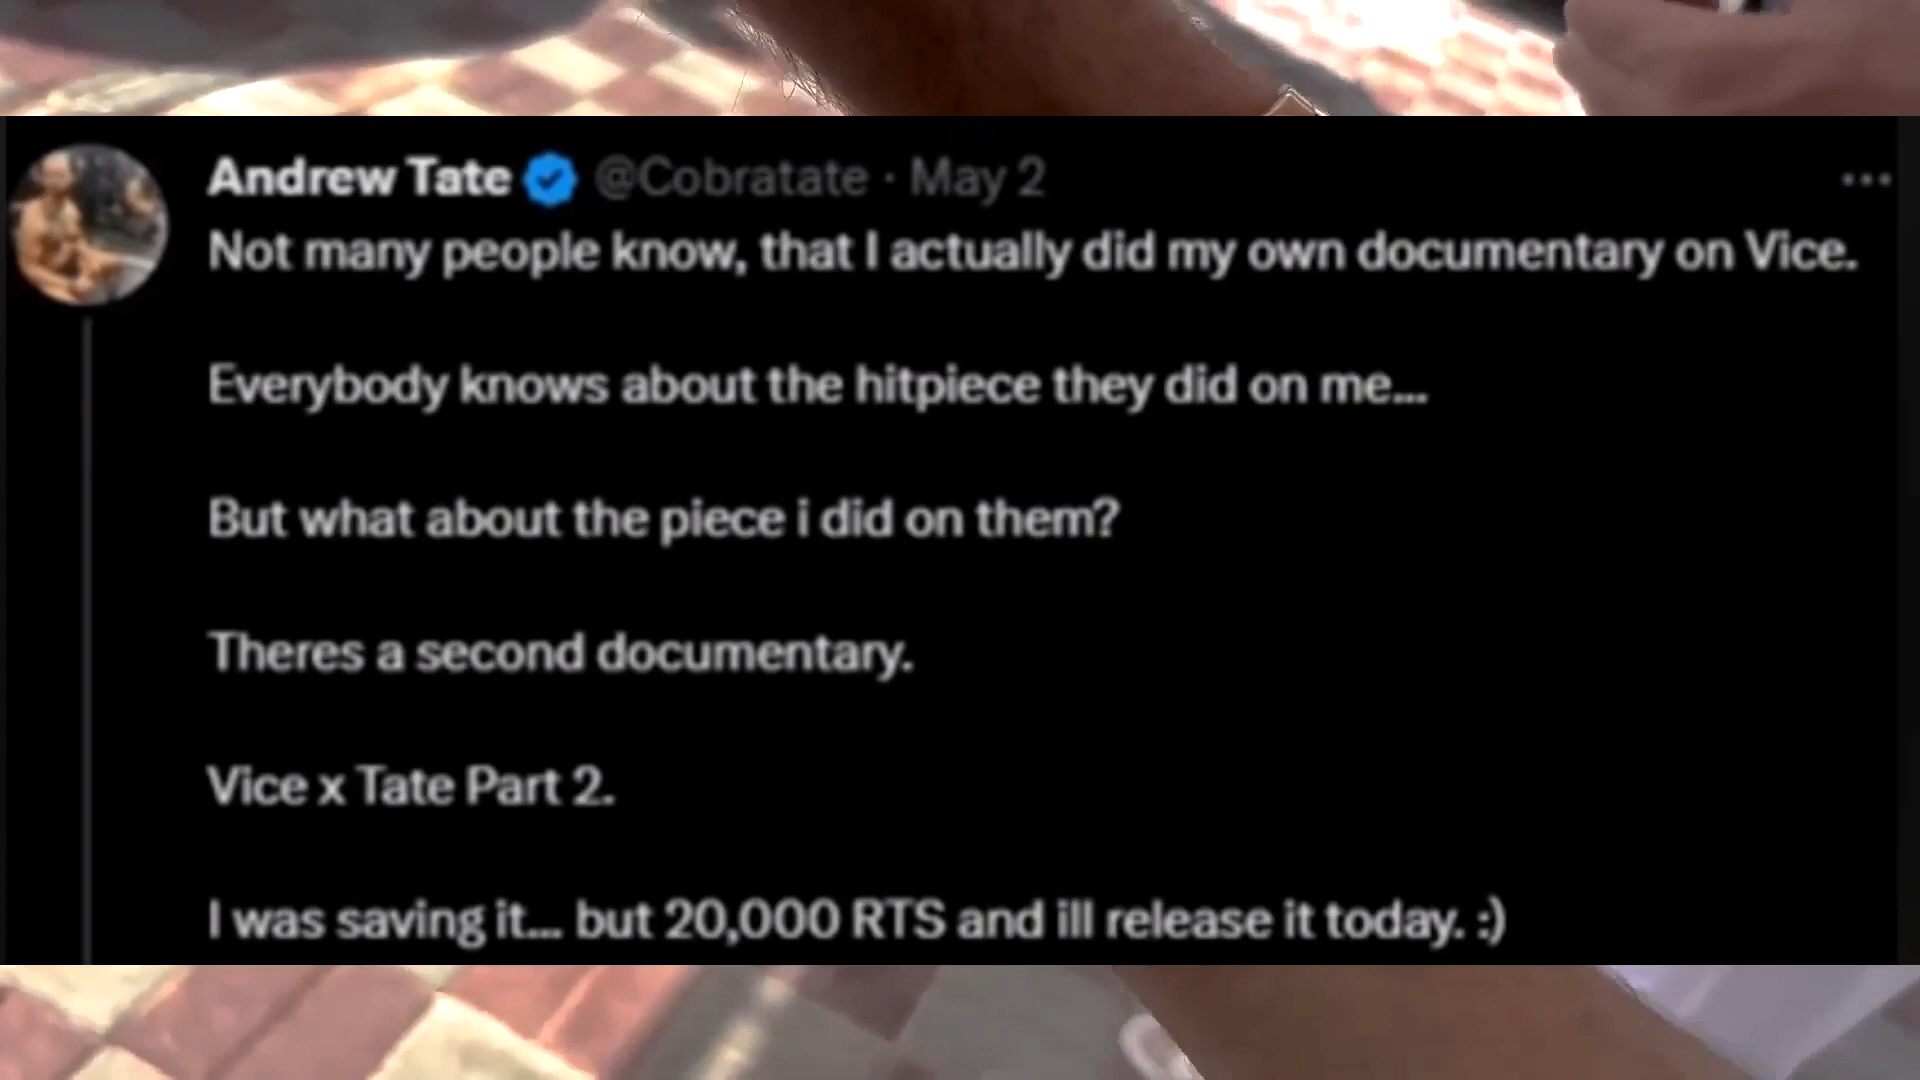 Andrew Tate @Cobratate · May 2
Not many people know, that I actually did my own documentary on Vice.
Everybody knows about the hitpiece they did on me...
But what about the piece i did on them?
Theres a second documentary.
Vice x Tate Part 2.
I was saving it... but 20,000 RTS and ill release it today. :)